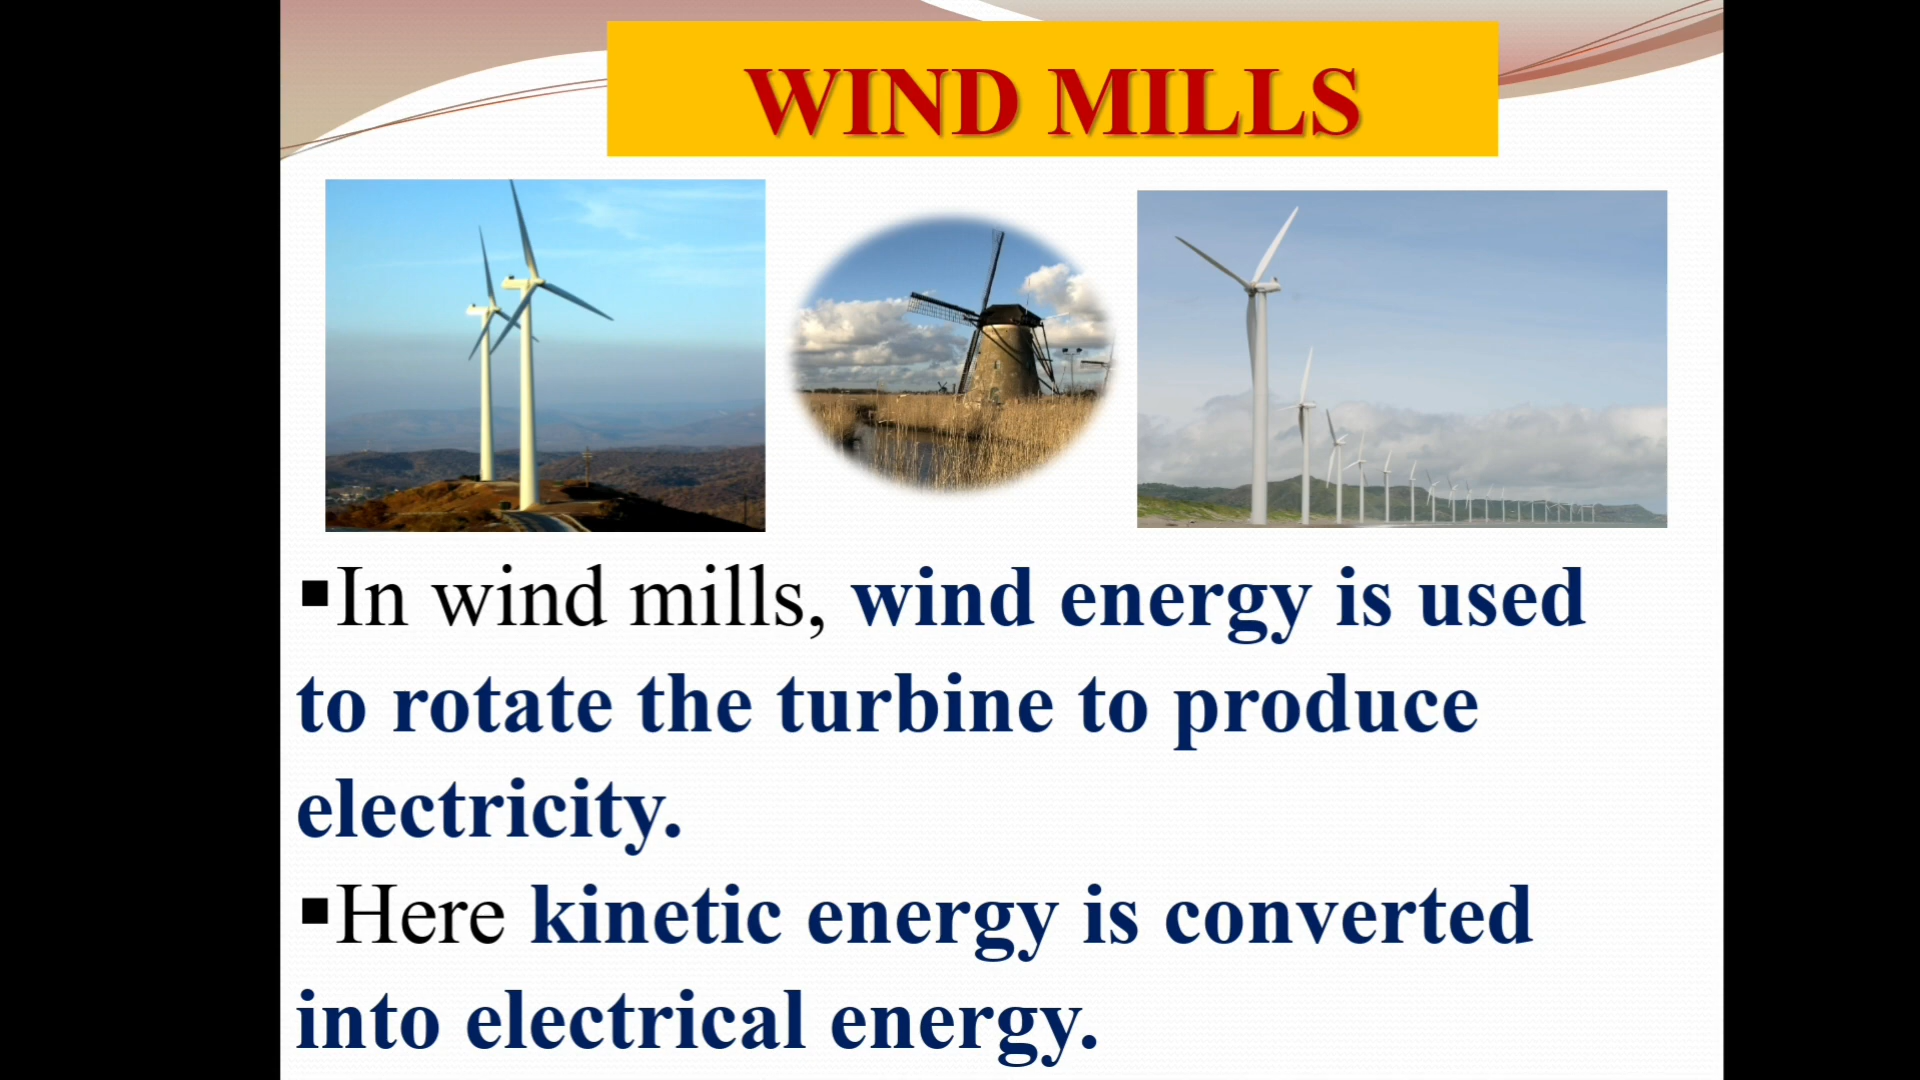 WIND MILLS
▪In wind mills, wind energy is used
to rotate the turbine to produce
electricity.
▪Here kinetic energy is converted
into electrical energy.